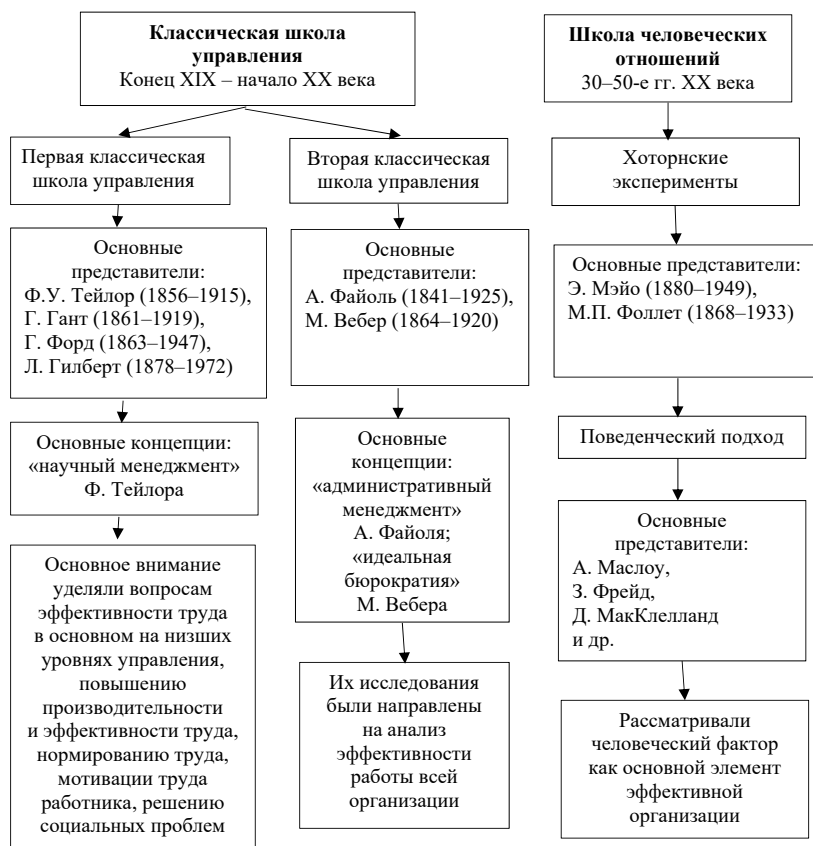 Классическая школа
управления
Конец XIX – начало XX века
Первая классическая
школа управления
Основные
представители:
Ф.У. Тейлор (1856–1915),
Г. Гант (1861–1919),
Г. Форд (1863–1947),
Л. Гилберт (1878–1972)
Основные концепции:
«научный менеджмент»
Ф. Тейлора
Основное внимание
уделяли вопросам
эффективности труда
в основном на низших
уровнях управления,
повышению
производительности
и эффективности труда,
нормированию труда,
мотивации труда
работника, решению
социальных проблем
Вторая классическая
школа управления
Основные
представители:
А. Файоль (1841–1925),
М. Вебер (1864–1920)
Основные
концепции:
«административный
менеджмент»
А. Файоля;
«идеальная
бюрократия»
М. Вебера
Их исследования
были направлены
на анализ
эффективности
работы всей
организации
Школа человеческих
отношений
30–50-е гг. XX века
Хоторнские
эксперименты
Основные представители:
Э. Мэйо (1880–1949),
М.П. Фоллет (1868–1933)
Поведенческий подход
Основные
представители:
А. Маслоу,
З. Фрейд,
Д. МакКлелланд
и др.
Рассматривали
человеческий фактор
как основной элемент
эффективной
организации